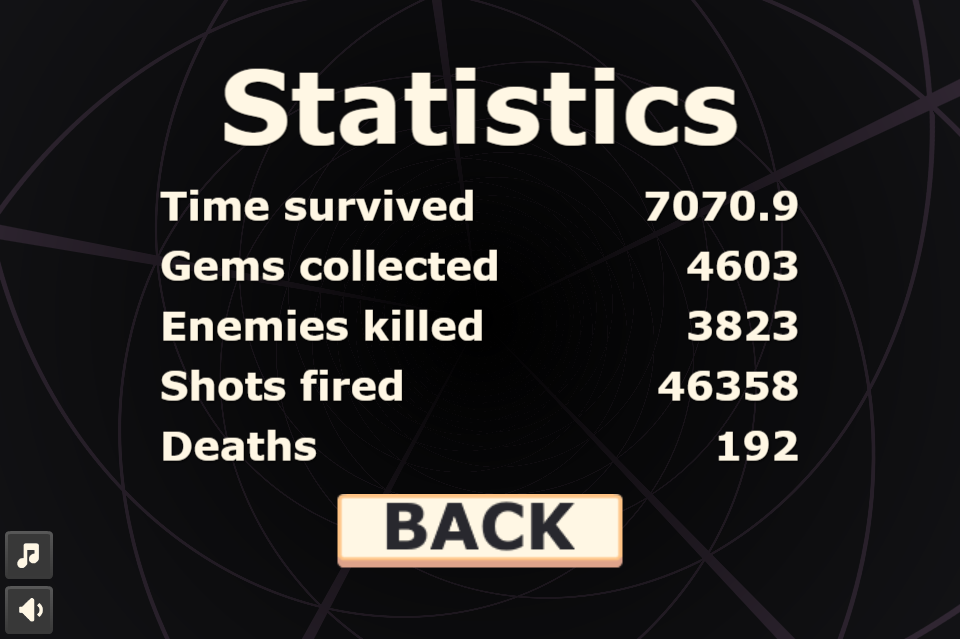 Statistics
Time survived 7070.9
Gems collected 4603
Enemies killed 3823
Shots fired 46358
Deaths 192
BACK